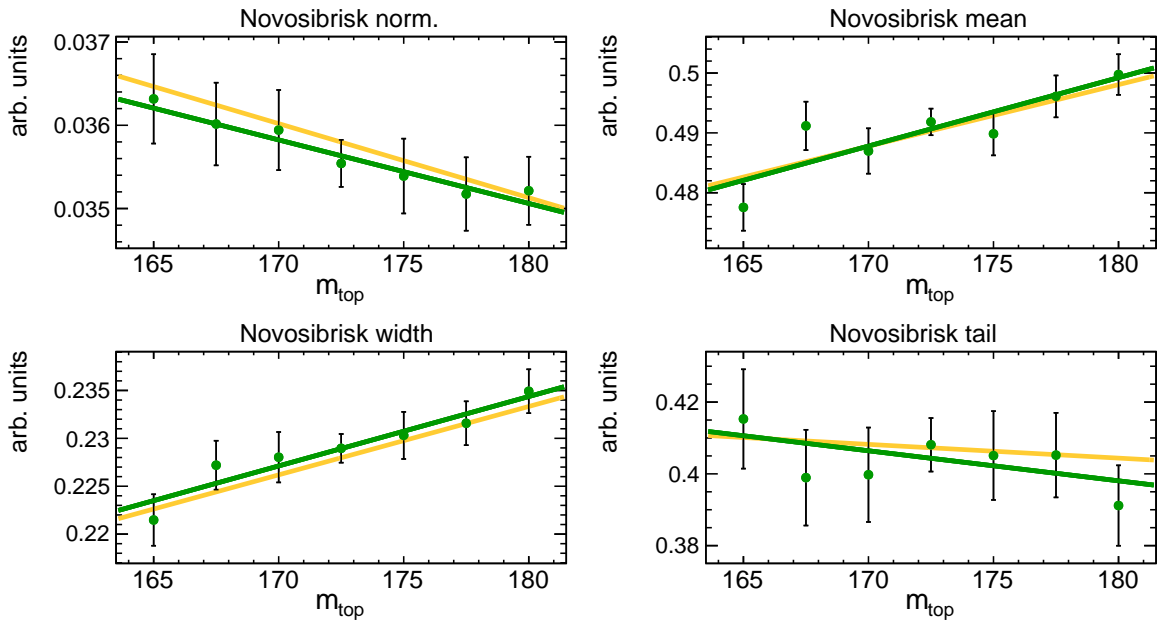 Novosibrisk norm.
arb. units
0.037
0.036
0.035
165 170 175 180
m_top
Novosibrisk mean
arb. units
0.5
0.49
0.48
165 170 175 180
m_top
Novosibrisk width
arb. units
0.235
0.23
0.225
0.22
165 170 175 180
m_top
Novosibrisk tail
arb. units
0.42
0.4
0.38
165 170 175 180
m_top